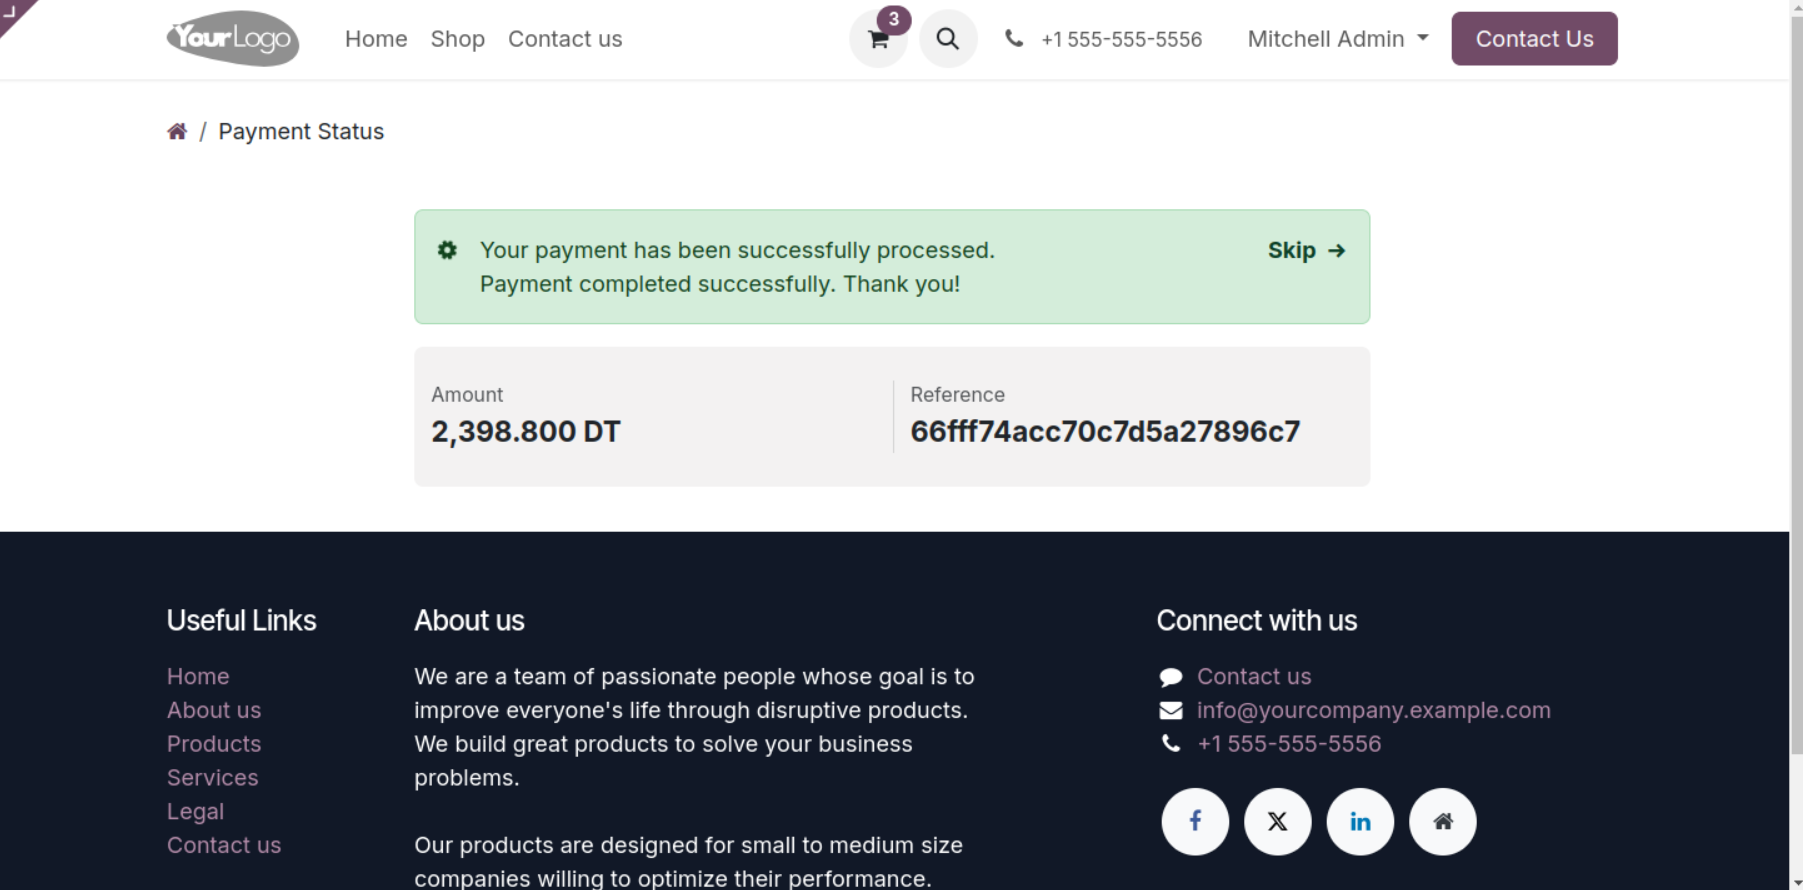 YourLogo
Home
Shop
Contact us
3
+1 555-555-5556
Mitchell Admin
Contact Us
/ Payment Status
Your payment has been successfully processed.
Payment completed successfully. Thank you!
Skip →
Amount
2,398.800 DT
Reference
66fff74acc70c7d5a27896c7
Useful Links
Home
About us
Products
Services
Legal
Contact us
About us
We are a team of passionate people whose goal is to
improve everyone's life through disruptive products.
We build great products to solve your business
problems.
Our products are designed for small to medium size
companies willing to optimize their performance.
Connect with us
Contact us
info@yourcompany.example.com
+1 555-555-5556